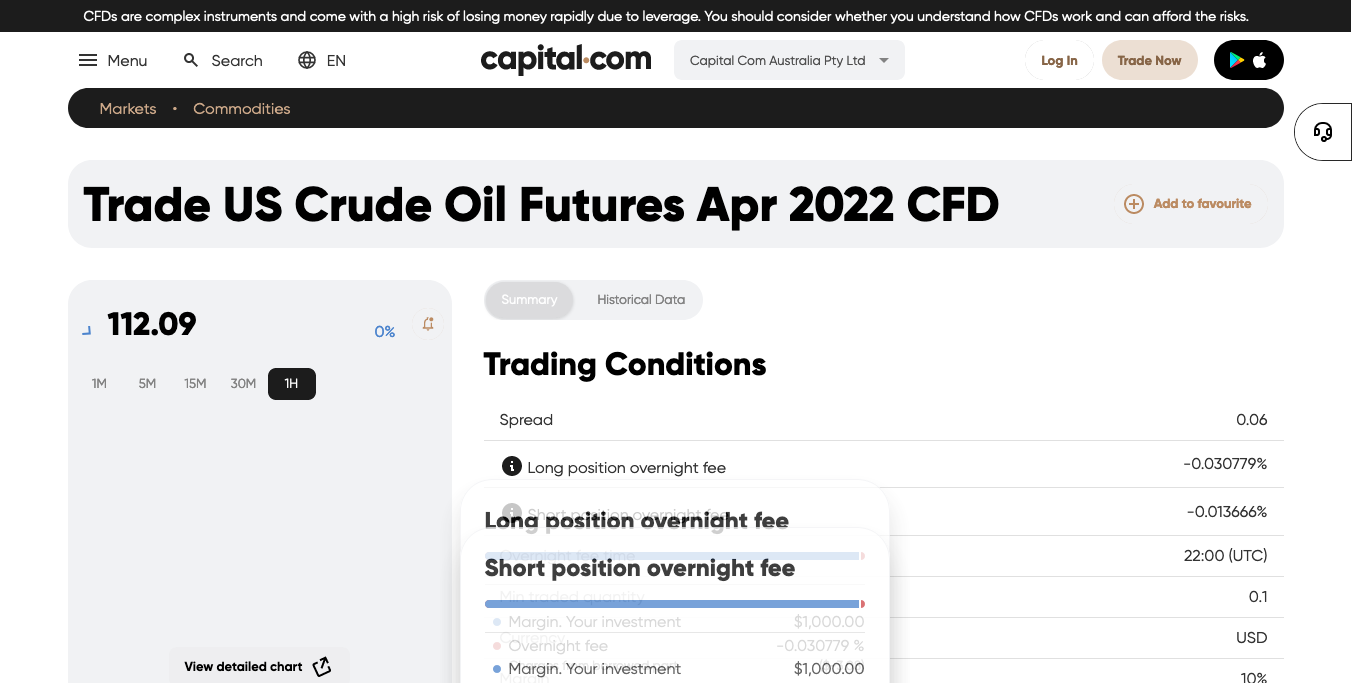 CFDs are complex instruments and come with a high risk of losing money rapidly due to leverage. You should consider whether you understand how CFDs work and can afford the risks.
Menu Search EN capital.com Capital Com Australia Pty Ltd Log In Trade Now
Markets • Commodities
Trade US Crude Oil Futures Apr 2022 CFD Add to favourite
112.09 0%
1M 5M 15M 30M 1H
View detailed chart
Summary Historical Data
Trading Conditions
Spread 0.06
Long position overnight fee -0.030779%
Short position overnight fee -0.013666%
Overnight fee time 22:00 (UTC)
Min traded quantity 0.1
Currency USD
Margin 10%
Long position overnight fee
Short position overnight fee
Margin. Your investment $1,000.00
Overnight fee -0.030779 %
Margin. Your investment $1,000.00